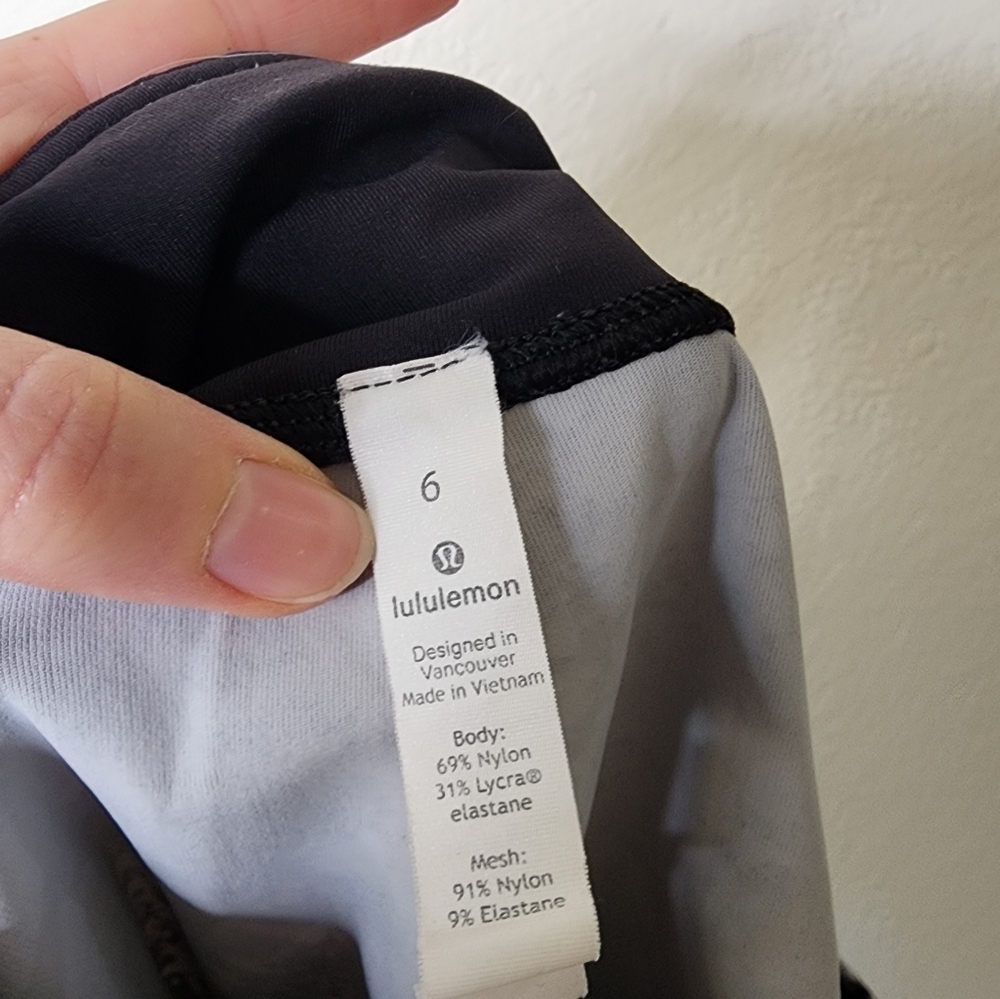 6
lululemon
Designed in
Vancouver
Made in Vietnam
Body:
69% Nylon
31% Lycra®
elastane
Mesh:
91% Nylon
9% Elastane